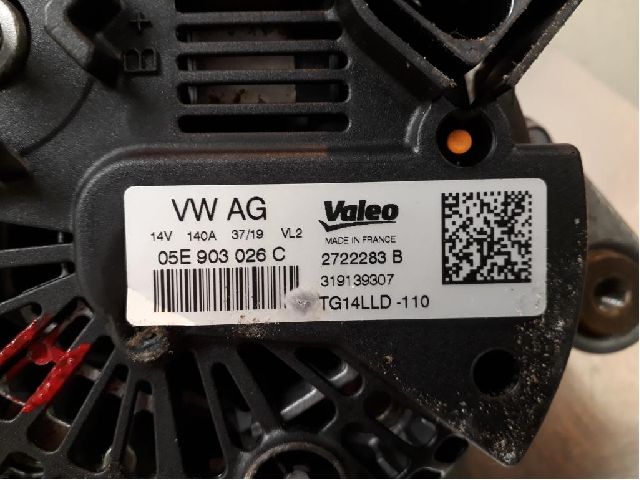 B +
VW AG
14V 140A 37/19 VL2
05E 903 026 C
Valeo
MADE IN FRANCE
2722283 B
319139307
TG14LLD -110